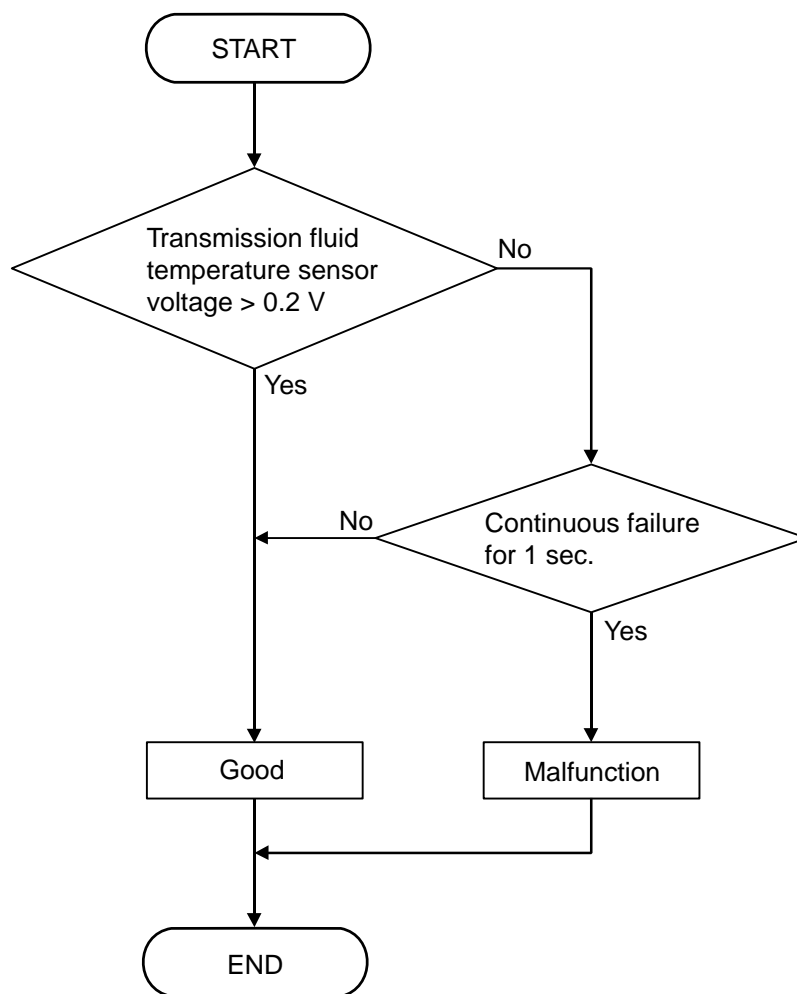 START
Transmission fluid
temperature sensor
voltage > 0.2 V
No
Yes
No
Continuous failure
for 1 sec.
Yes
Good
Malfunction
END